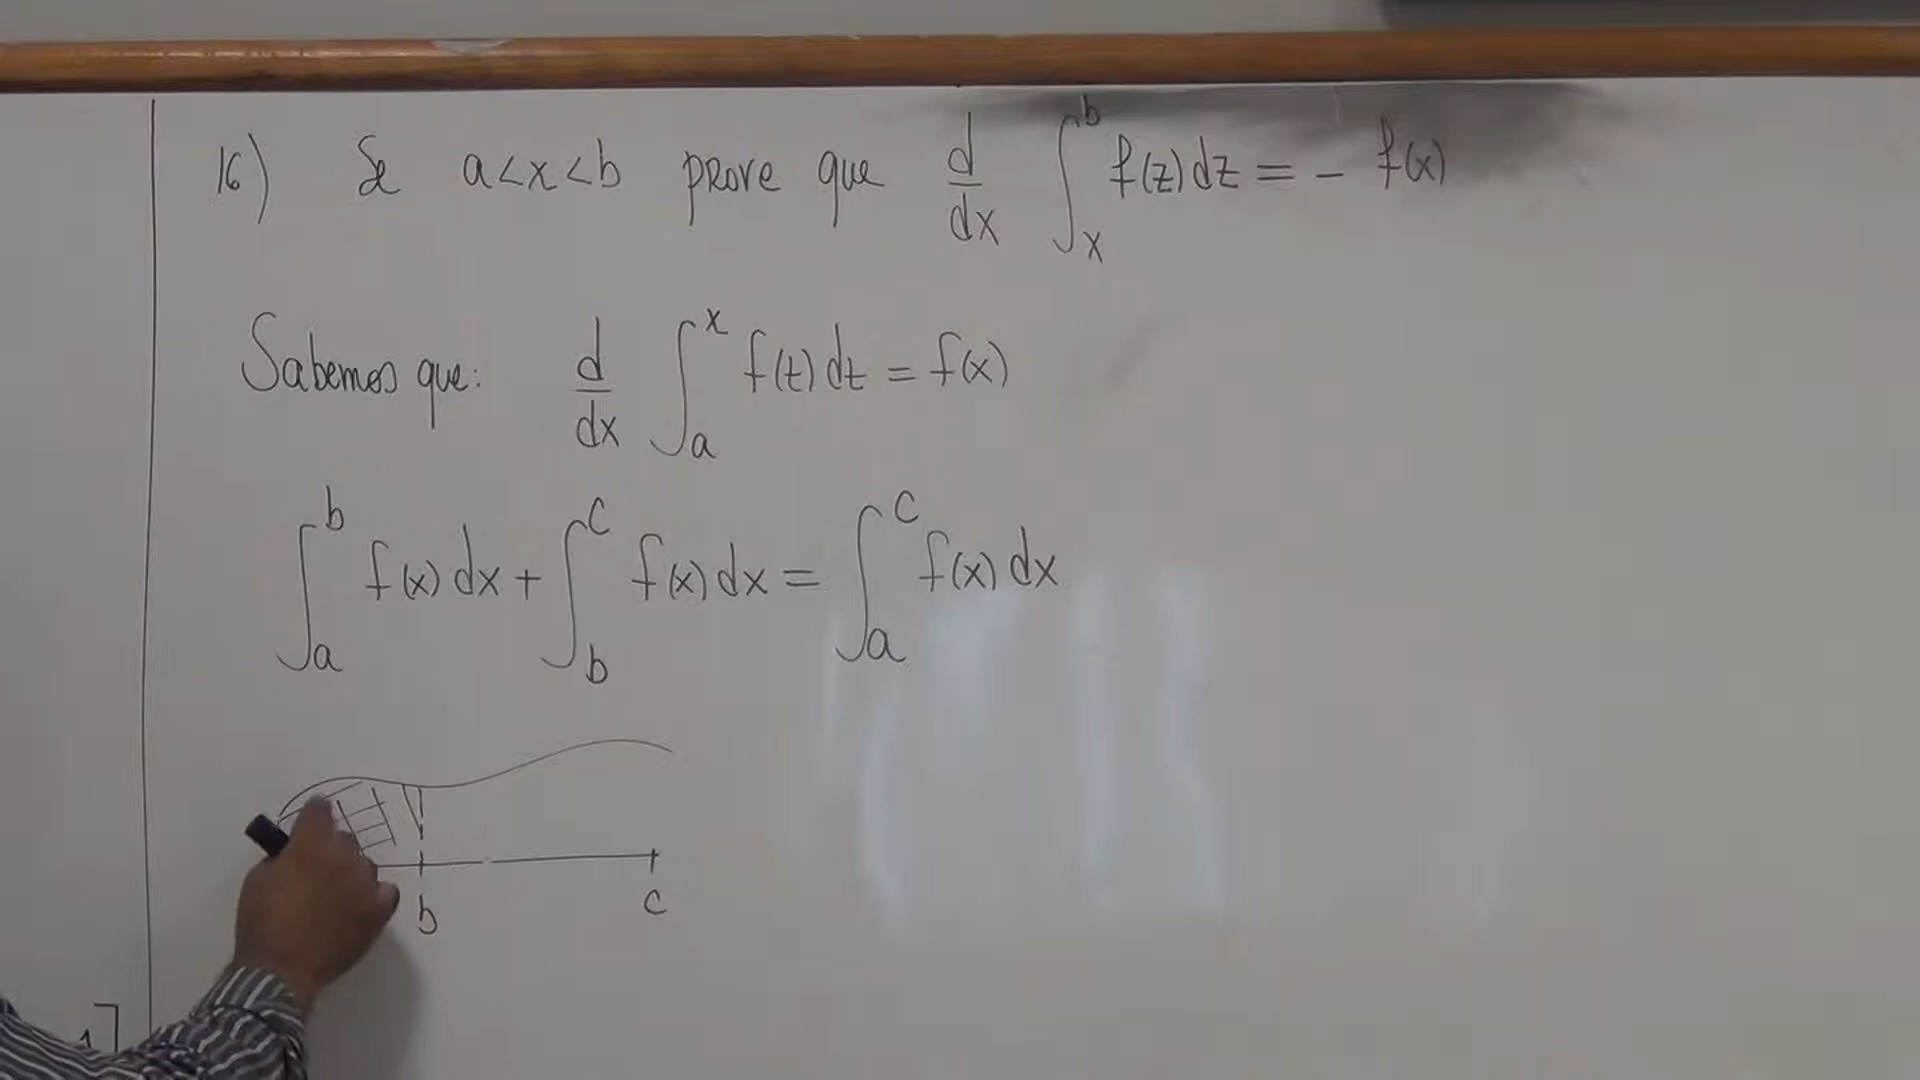 16) Se a<x<b prove que d/dx ∫_x^b f(z)dz = - f(x)
Sabemos que: d/dx ∫_a^x f(t)dt = f(x)
∫_a^b f(x)dx + ∫_b^c f(x)dx = ∫_a^c f(x)dx
b c